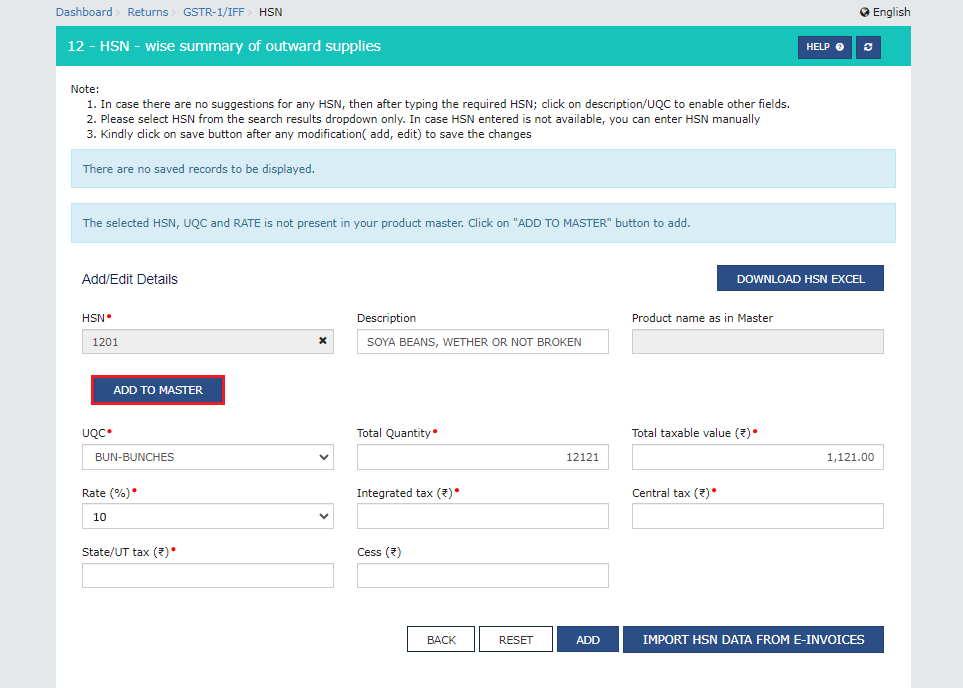 Dashboard › Returns › GSTR-1/IFF › HSN English
12 - HSN - wise summary of outward supplies HELP ?
Note:
1. In case there are no suggestions for any HSN, then after typing the required HSN; click on description/UQC to enable other fields.
2. Please select HSN from the search results dropdown only. In case HSN entered is not available, you can enter HSN manually
3. Kindly click on save button after any modification( add, edit) to save the changes
There are no saved records to be displayed.
The selected HSN, UQC and RATE is not present in your product master. Click on "ADD TO MASTER" button to add.
Add/Edit Details DOWNLOAD HSN EXCEL
HSN• Description Product name as in Master
1201 SOYA BEANS, WETHER OR NOT BROKEN
ADD TO MASTER
UQC• Total Quantity• Total taxable value (₹)•
BUN-BUNCHES 12121 1,121.00
Rate (%)• Integrated tax (₹)• Central tax (₹)•
10
State/UT tax (₹)• Cess (₹)
BACK RESET ADD IMPORT HSN DATA FROM E-INVOICES